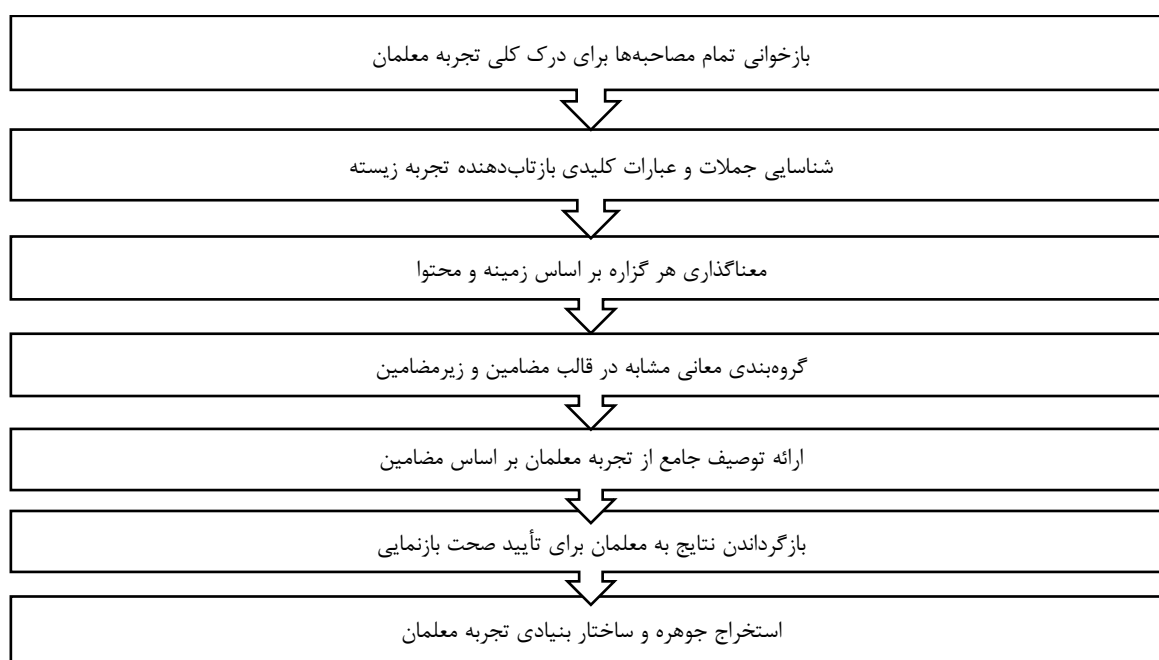 بازخوانی تمام مصاحبه‌ها برای درک کلی تجربه معلمان
شناسایی جملات و عبارات کلیدی بازتاب‌دهنده تجربه زیسته
معناگذاری هر گزاره بر اساس زمینه و محتوا
گروه‌بندی معانی مشابه در قالب مضامین و زیرمضامین
ارائه توصیف جامع از تجربه معلمان بر اساس مضامین
بازگرداندن نتایج به معلمان برای تأیید صحت بازنمایی
استخراج جوهره و ساختار بنیادی تجربه معلمان